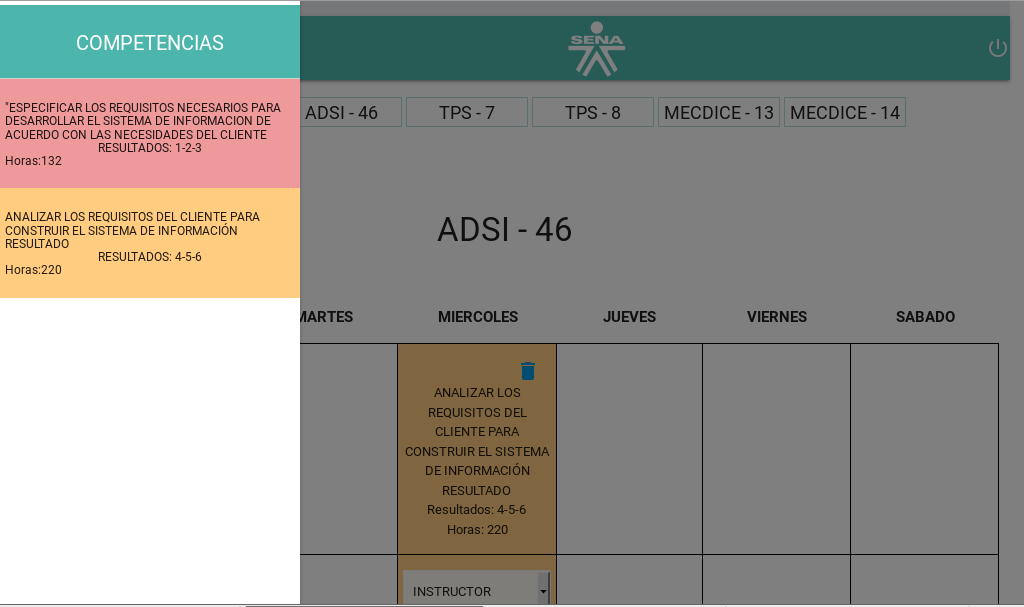 COMPETENCIAS
"ESPECIFICAR LOS REQUISITOS NECESARIOS PARA
DESARROLLAR EL SISTEMA DE INFORMACION DE
ACUERDO CON LAS NECESIDADES DEL CLIENTE
RESULTADOS: 1-2-3
Horas:132
ANALIZAR LOS REQUISITOS DEL CLIENTE PARA
CONSTRUIR EL SISTEMA DE INFORMACIÓN
RESULTADO
RESULTADOS: 4-5-6
Horas:220
SENA
ADSI - 46
TPS - 7
TPS - 8
MECDICE - 13
MECDICE - 14
ADSI - 46
MARTES
MIERCOLES
JUEVES
VIERNES
SABADO
ANALIZAR LOS
REQUISITOS DEL
CLIENTE PARA
CONSTRUIR EL SISTEMA
DE INFORMACIÓN
RESULTADO
Resultados: 4-5-6
Horas: 220
INSTRUCTOR